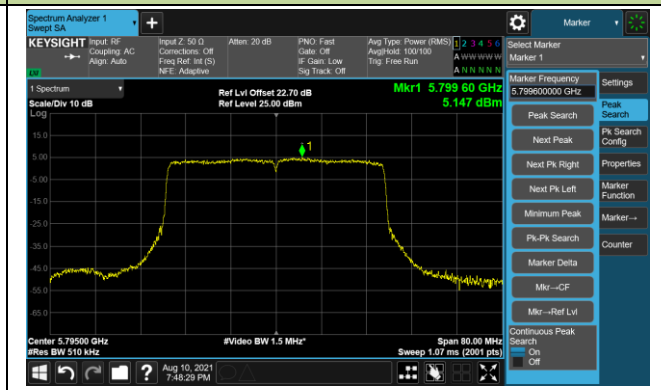 Spectrum Analyzer 1
Swept SA
+
Marker
KEYSIGHT
Input: RF
Coupling: AC
Align: Auto
Input Z: 50 Ω
Corrections: Off
Freq Ref: Int (S)
NFE: Adaptive
Atten: 20 dB
PNO: Fast
Gate: Off
IF Gain: Low
Sig Track: Off
Avg Type: Power (RMS)
Avg|Hold: 100/100
Trig: Free Run
1 2 3 4 5 6
A W W W W W
A N N N N N
LXI
Select Marker
Marker 1
1 Spectrum
Scale/Div 10 dB
Log
Ref Lvl Offset 22.70 dB
Ref Level 25.00 dBm
Mkr1 5.799 60 GHz
5.147 dBm
15.0
5.00
-5.00
-15.0
-25.0
-35.0
-45.0
-55.0
-65.0
1
Center 5.79500 GHz
#Res BW 510 kHz
#Video BW 1.5 MHz*
Span 80.00 MHz
Sweep 1.07 ms (2001 pts)
Marker Frequency
5.799600000 GHz
Peak Search
Next Peak
Next Pk Right
Next Pk Left
Minimum Peak
Pk-Pk Search
Marker Delta
Mkr→CF
Mkr→Ref Lvl
Continuous Peak
Search
On
Off
Settings
Peak
Search
Pk Search
Config
Properties
Marker
Function
Marker→
Counter
?
Aug 10, 2021
7:48:29 PM